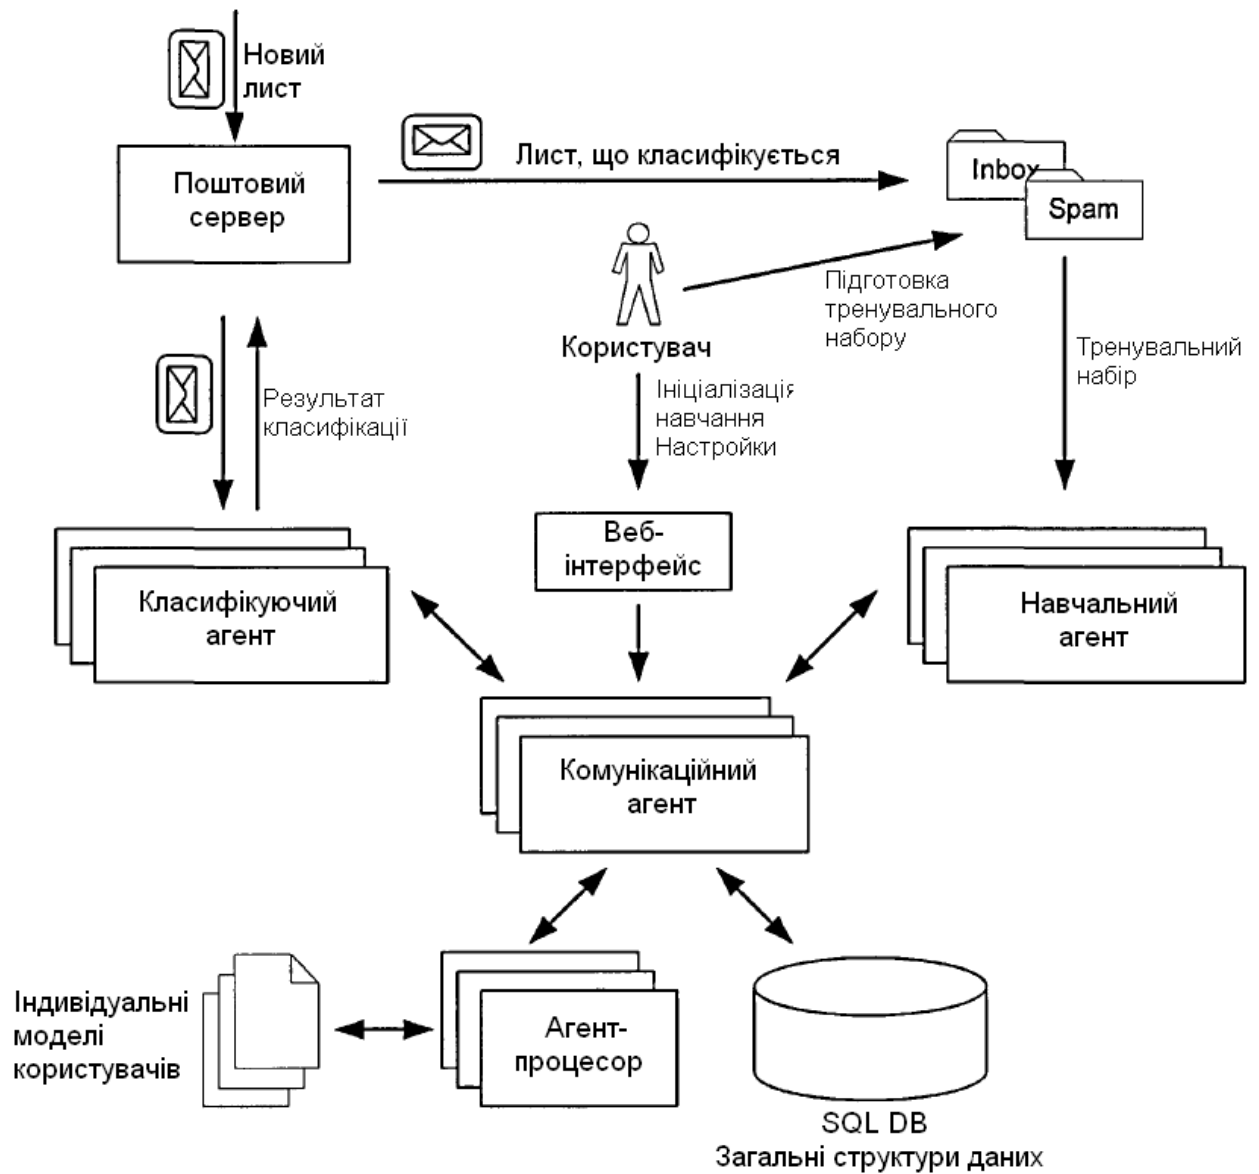 Новий
лист
Поштовий
сервер
Лист, що класифікується
Inbox
Spam
Користувач
Підготовка
тренувального
набору
Тренувальний
набір
Результат
класифікації
Ініціалізація
навчання
Настройки
Веб-
інтерфейс
Класифікуючий
агент
Навчальний
агент
Комунікаційний
агент
Індивідуальні
моделі
користувачів
Агент-
процесор
SQL DB
Загальні структури даних